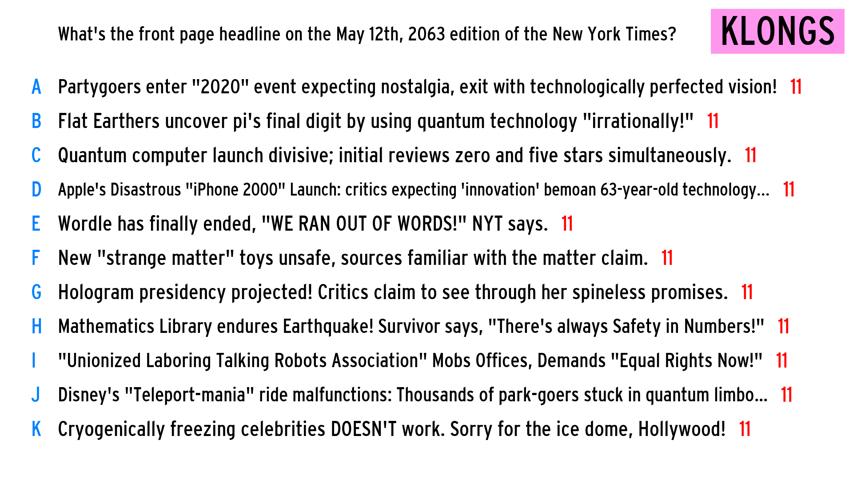 What's the front page headline on the May 12th, 2063 edition of the New York Times?
KLONGS
A Partygoers enter "2020" event expecting nostalgia, exit with technologically perfected vision! 11
B Flat Earthers uncover pi's final digit by using quantum technology "irrationally!" 11
C Quantum computer launch divisive; initial reviews zero and five stars simultaneously. 11
D Apple's Disastrous "iPhone 2000" Launch: critics expecting 'innovation' bemoan 63-year-old technology... 11
E Wordle has finally ended, "WE RAN OUT OF WORDS!" NYT says. 11
F New "strange matter" toys unsafe, sources familiar with the matter claim. 11
G Hologram presidency projected! Critics claim to see through her spineless promises. 11
H Mathematics Library endures Earthquake! Survivor says, "There's always Safety in Numbers!" 11
I "Unionized Laboring Talking Robots Association" Mobs Offices, Demands "Equal Rights Now!" 11
J Disney's "Teleport-mania" ride malfunctions: Thousands of park-goers stuck in quantum limbo... 11
K Cryogenically freezing celebrities DOESN'T work. Sorry for the ice dome, Hollywood! 11